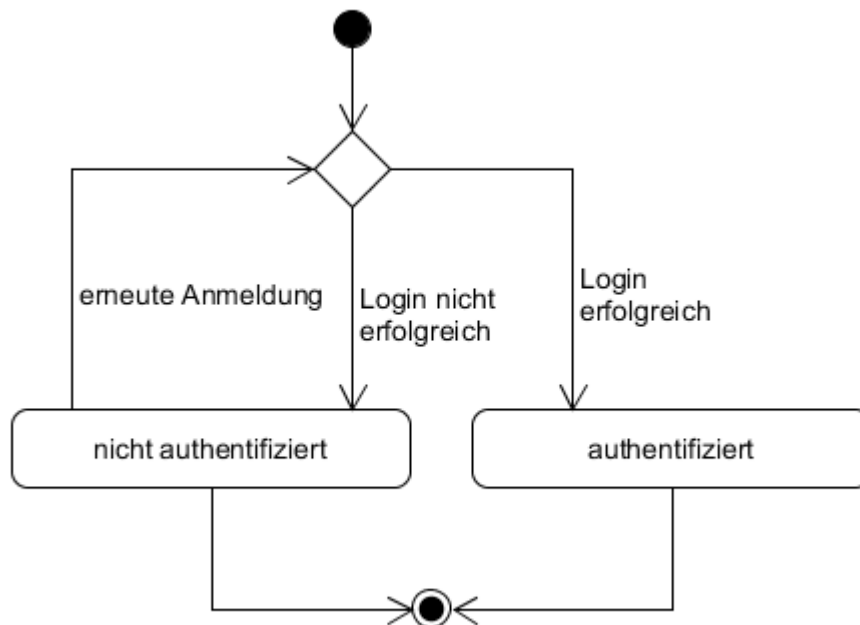 erneute Anmeldung
Login nicht
erfolgreich
Login
erfolgreich
nicht authentifiziert
authentifiziert